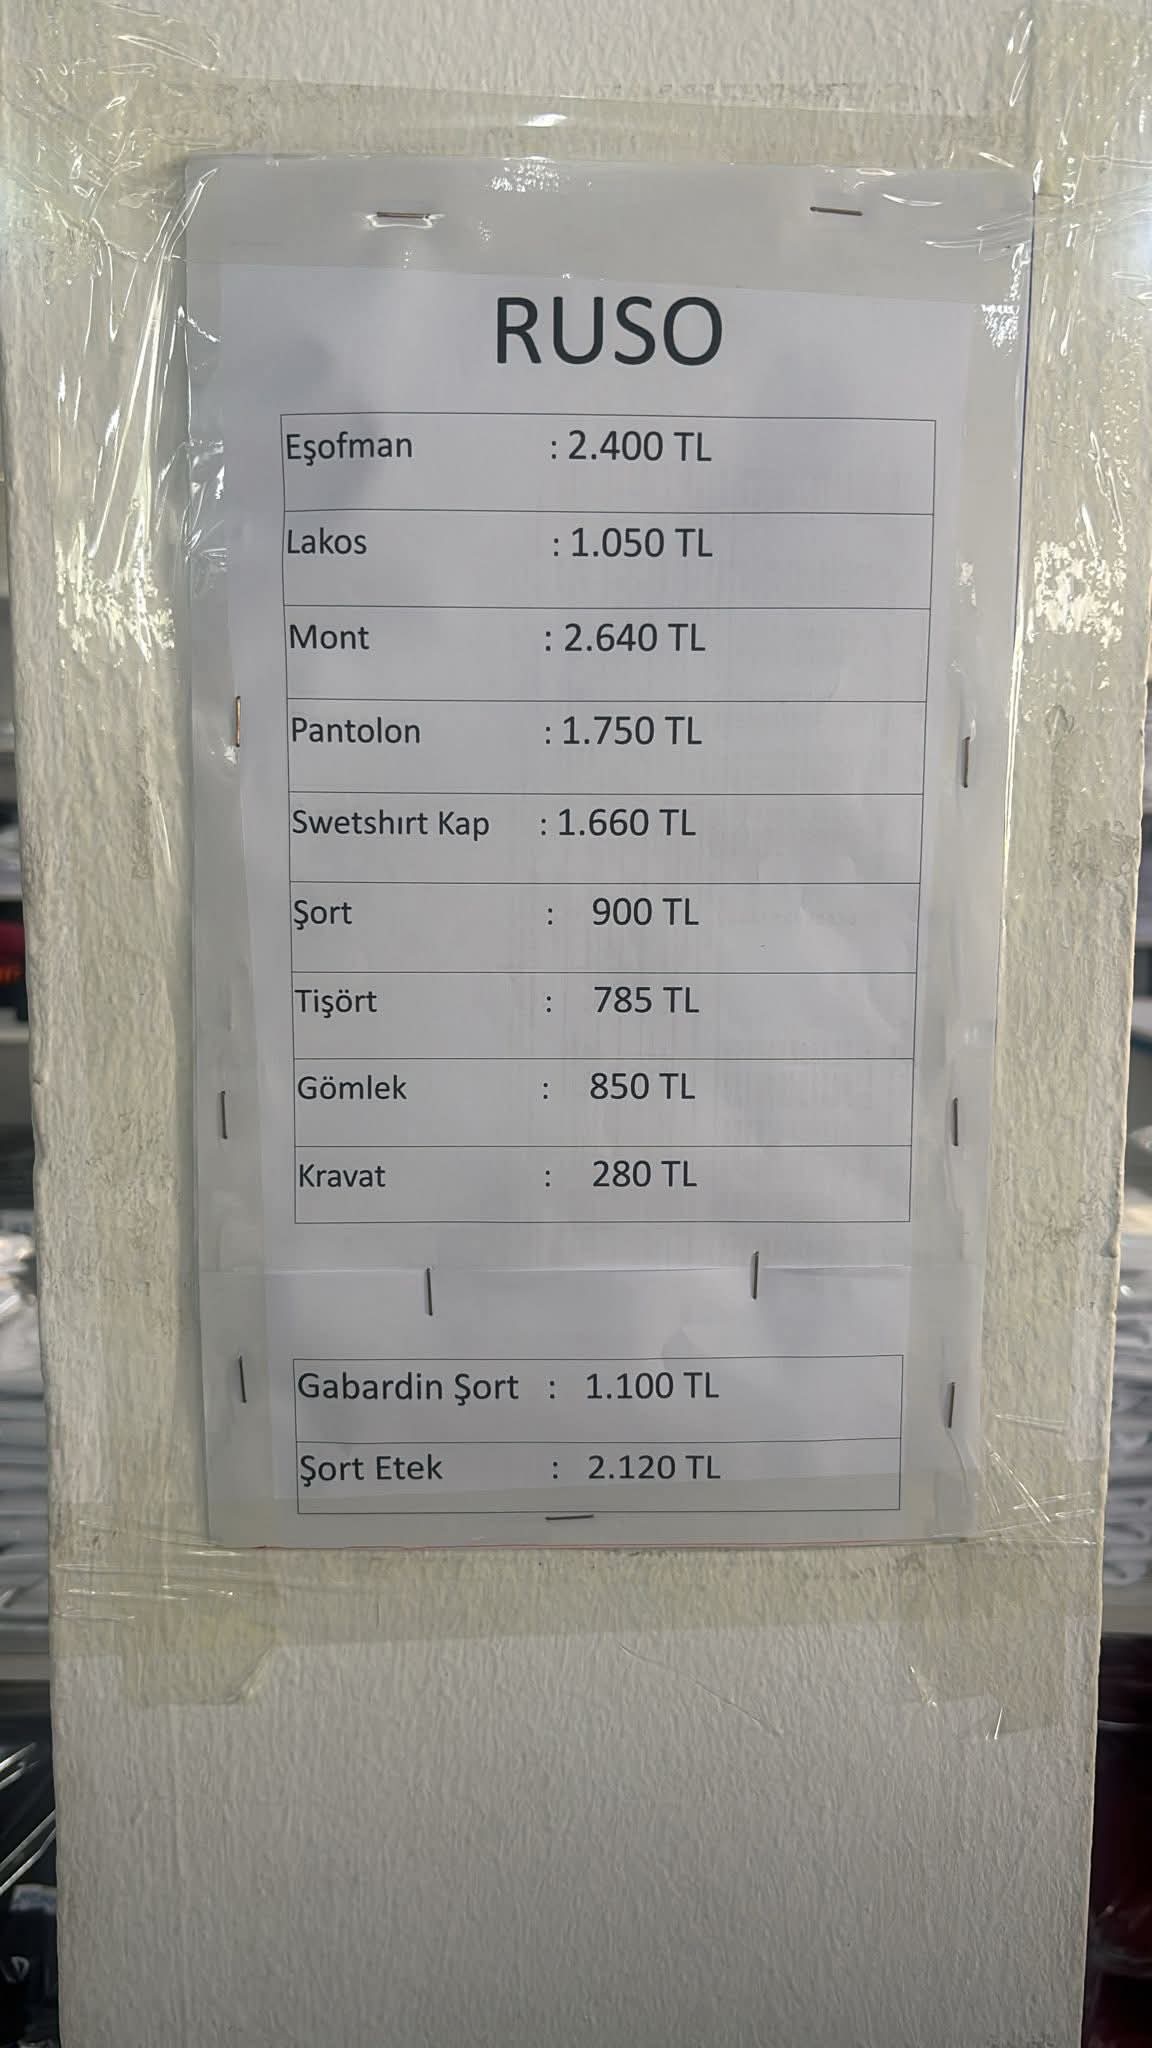 RUSO
Eşofman : 2.400 TL
Lakos : 1.050 TL
Mont : 2.640 TL
Pantolon : 1.750 TL
Swetshırt Kap : 1.660 TL
Şort : 900 TL
Tişört : 785 TL
Gömlek : 850 TL
Kravat : 280 TL
Gabardin Şort : 1.100 TL
Şort Etek : 2.120 TL